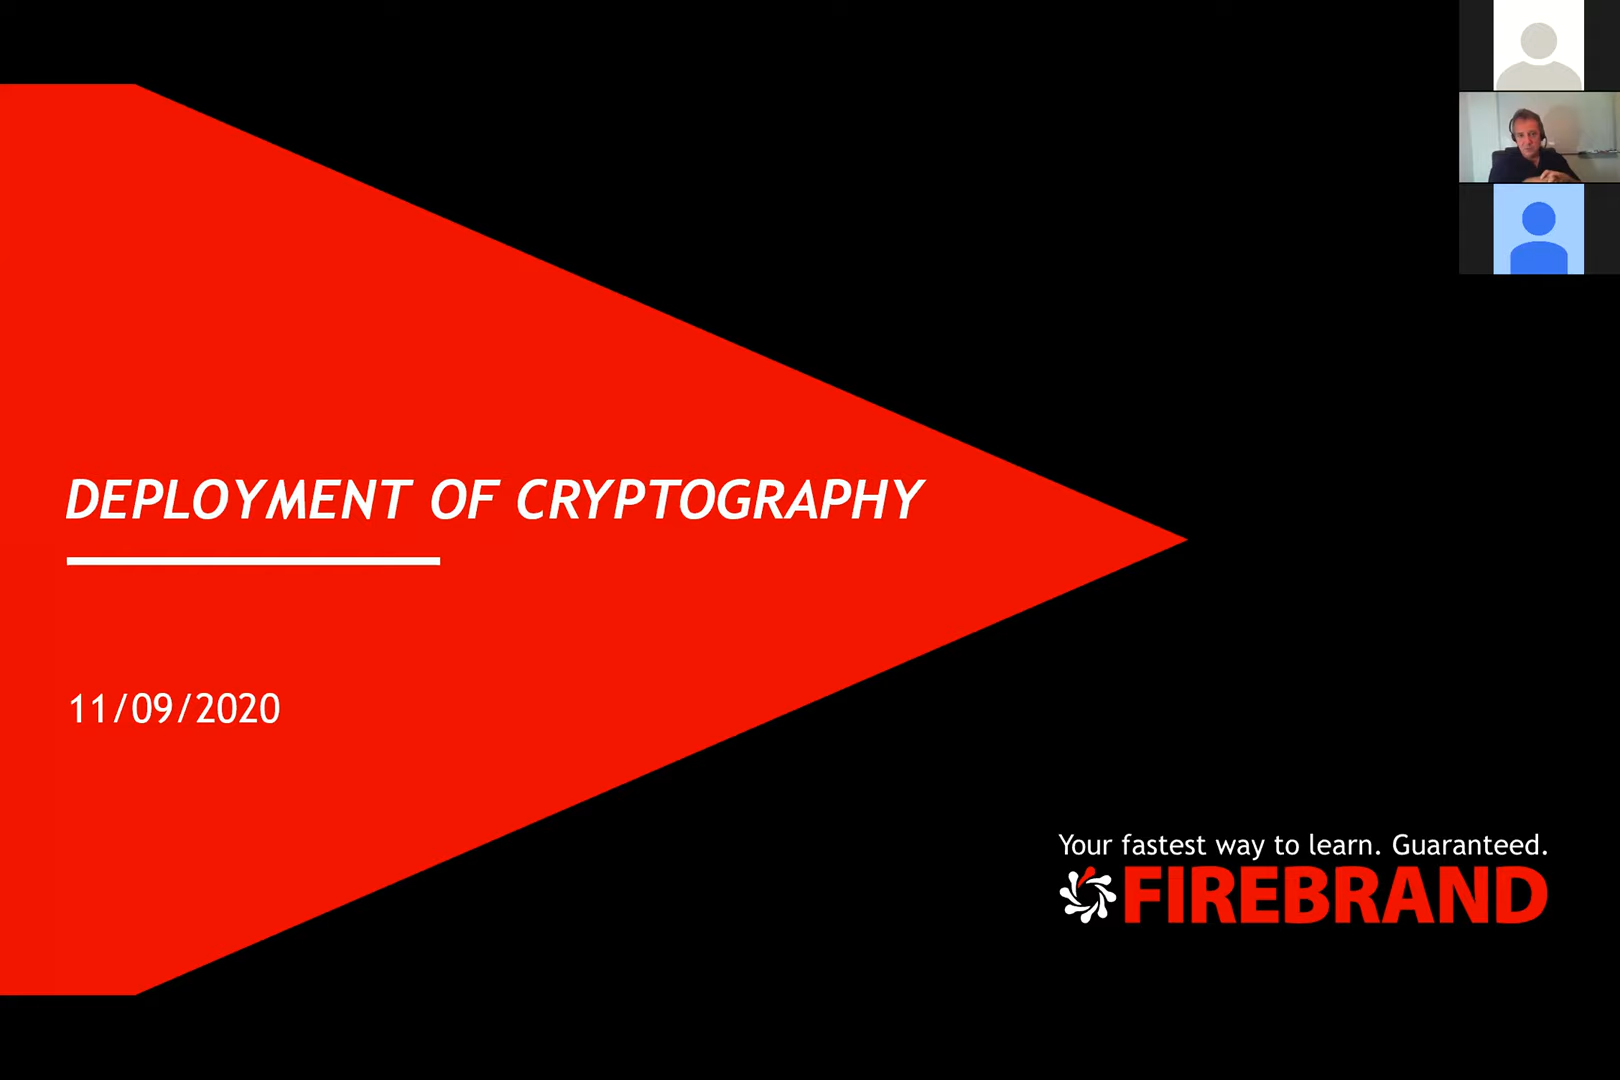 DEPLOYMENT OF CRYPTOGRAPHY
11/09/2020
Your fastest way to learn. Guaranteed.
FIREBRAND